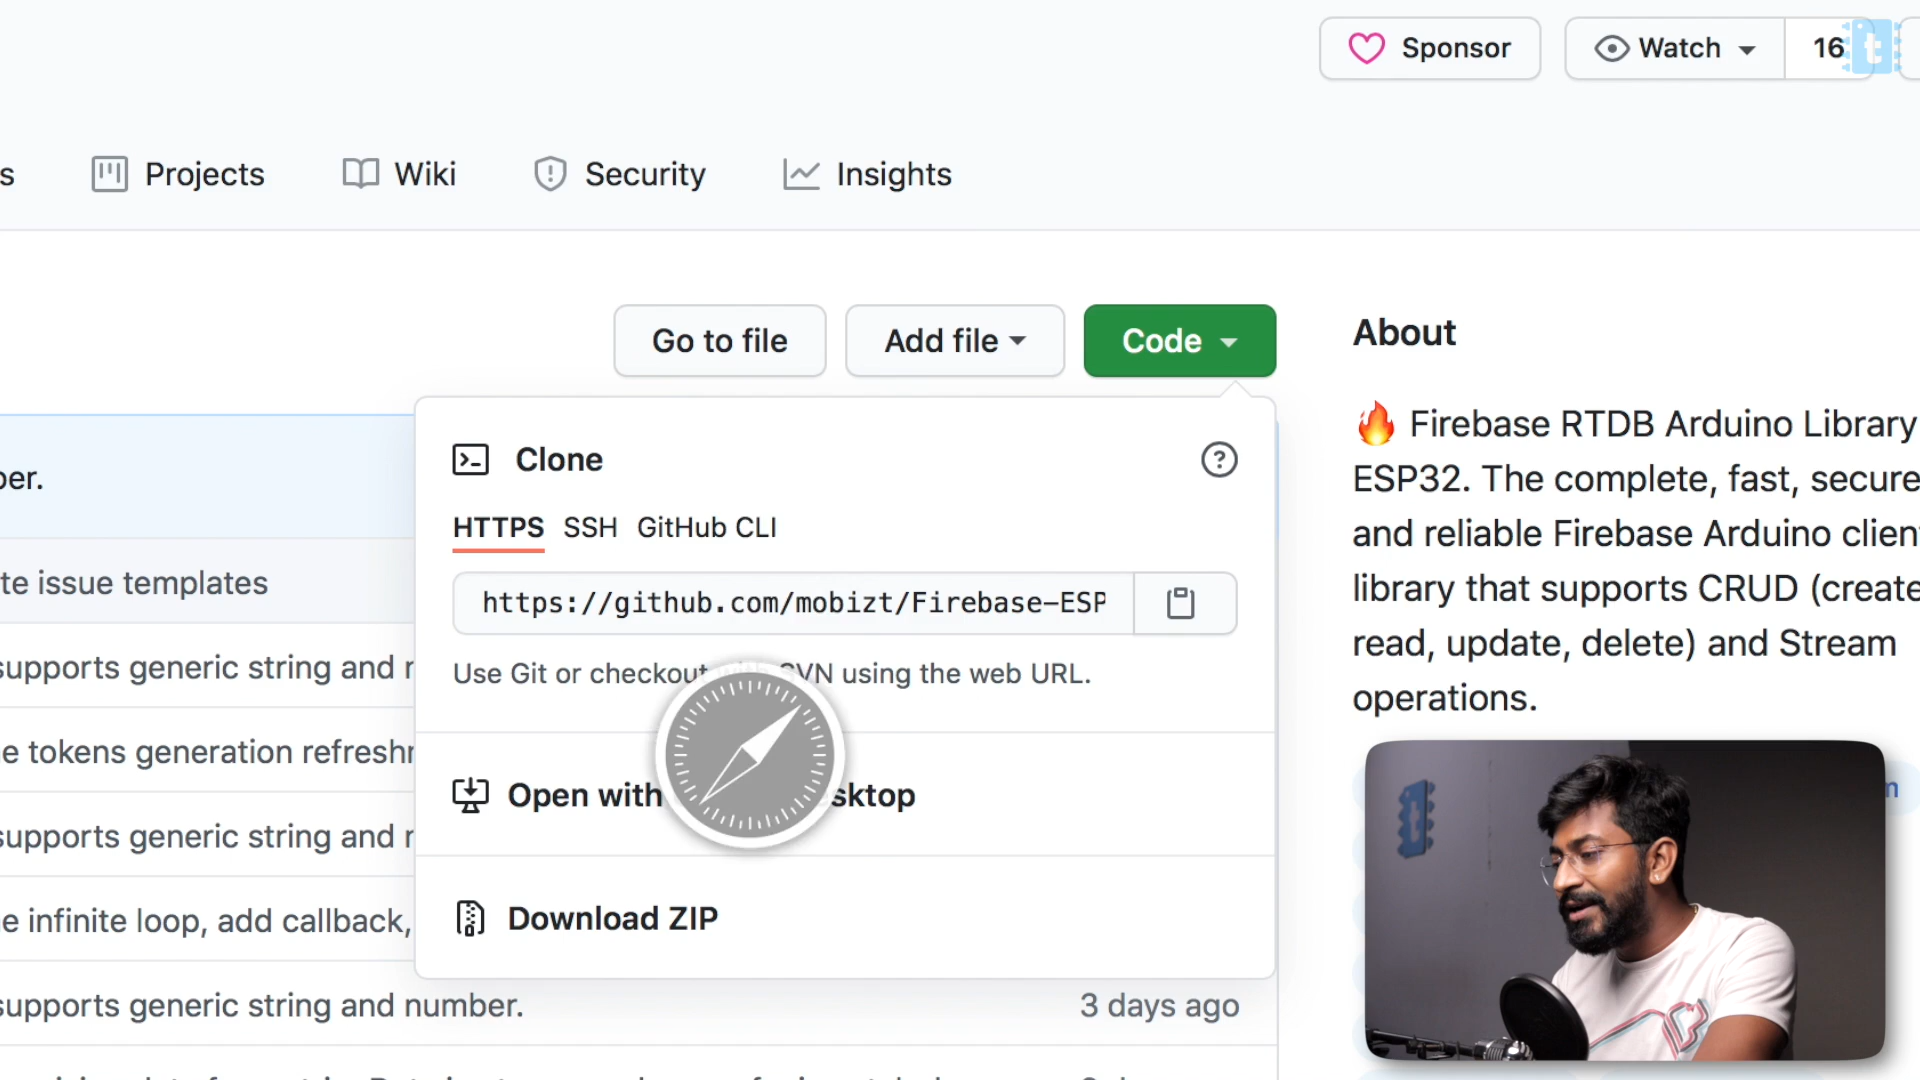 Sponsor
Watch
16
t
s
Projects
Wiki
Security
Insights
Go to file
Add file
Code
About
🔥 Firebase RTDB Arduino Library
ESP32. The complete, fast, secure
and reliable Firebase Arduino clien
library that supports CRUD (create
read, update, delete) and Stream
operations.
Clone
HTTPS SSH GitHub CLI
https://github.com/mobizt/Firebase-ESP
Use Git or checkout with SVN using the web URL.
Open with sktop
Download ZIP
ber.
te issue templates
supports generic string and r
e tokens generation refreshr
supports generic string and r
e infinite loop, add callback,
supports generic string and number.
3 days ago